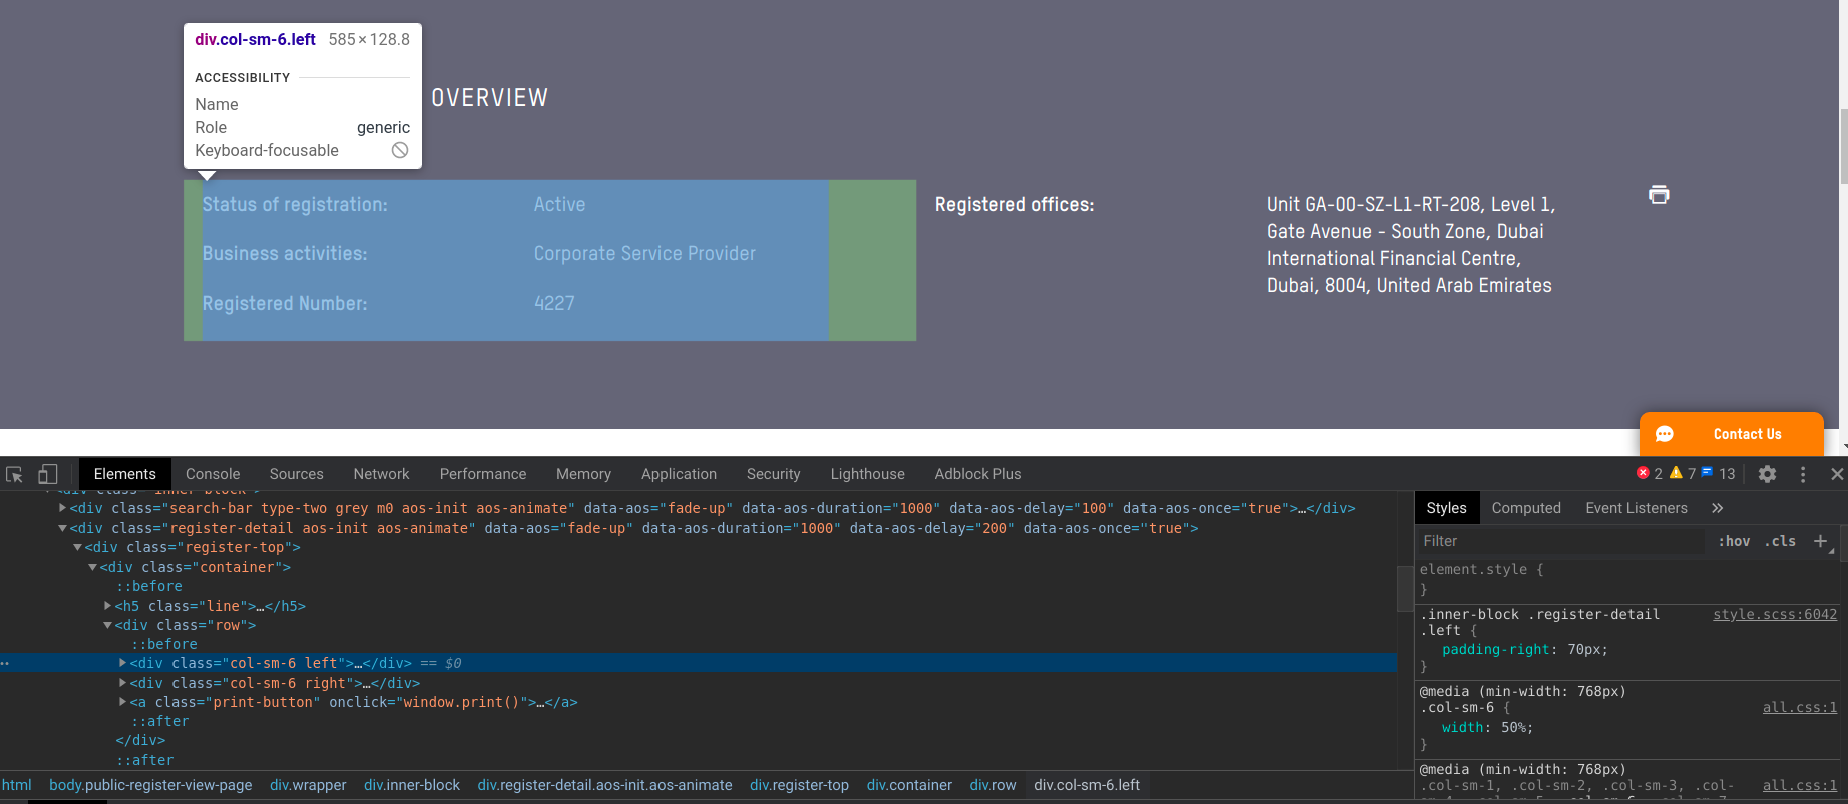 div.col-sm-6.left 585 × 128.8
ACCESSIBILITY
Name
Role generic
Keyboard-focusable
OVERVIEW
Status of registration: Active
Business activities: Corporate Service Provider
Registered Number: 4227
Registered offices:
Unit GA-00-SZ-L1-RT-208, Level 1,
Gate Avenue - South Zone, Dubai
International Financial Centre,
Dubai, 8004, United Arab Emirates
Contact Us
Elements Console Sources Network Performance Memory Application Security Lighthouse Adblock Plus 2 7 13
<div class="search-bar type-two grey m0 aos-init aos-animate" data-aos="fade-up" data-aos-duration="1000" data-aos-delay="100" data-aos-once="true">…</div>
<div class="register-detail aos-init aos-animate" data-aos="fade-up" data-aos-duration="1000" data-aos-delay="200" data-aos-once="true">
<div class="register-top">
<div class="container">
::before
<h5 class="line">…</h5>
<div class="row">
::before
<div class="col-sm-6 left">…</div> == $0
<div class="col-sm-6 right">…</div>
<a class="print-button" onclick="window.print()">…</a>
::after
</div>
::after
html body.public-register-view-page div.wrapper div.inner-block div.register-detail.aos-init.aos-animate div.register-top div.container div.row div.col-sm-6.left
Styles Computed Event Listeners »
Filter :hov .cls +
element.style {
}
.inner-block .register-detail style.scss:6042
.left {
padding-right: 70px;
}
@media (min-width: 768px)
.col-sm-6 { all.css:1
width: 50%;
}
@media (min-width: 768px)
.col-sm-1, .col-sm-2, .col-sm-3, .col- all.css:1